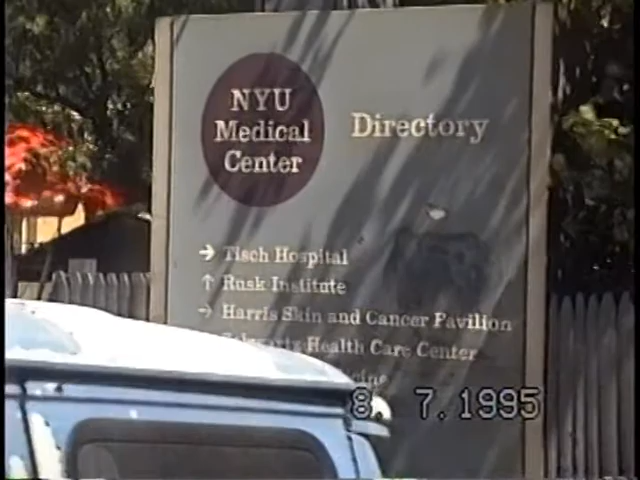 NYU
Medical
Center
Directory
→ Tisch Hospital
↑ Rusk Institute
→ Harris Skin and Cancer Pavilion
Schwartz Health Care Center
8. 7.1995